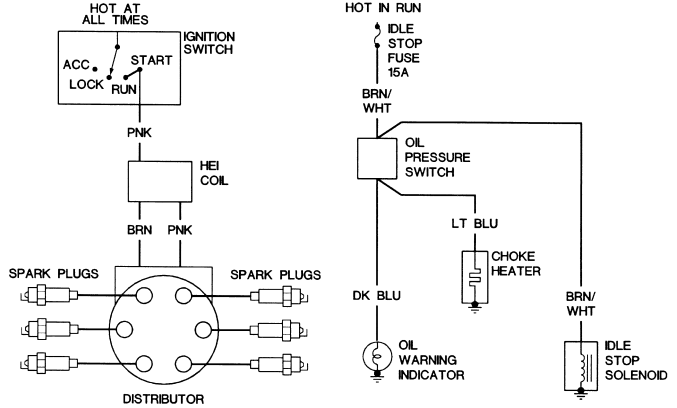 HOT AT
ALL TIMES
IGNITION
SWITCH
START
ACC
LOCK
RUN
PNK
HEI
COIL
BRN
PNK
SPARK PLUGS
SPARK PLUGS
DISTRIBUTOR
HOT IN RUN
IDLE
STOP
FUSE
15A
BRN/
WHT
OIL
PRESSURE
SWITCH
LT BLU
CHOKE
HEATER
DK BLU
BRN/
WHT
OIL
WARNING
INDICATOR
IDLE
STOP
SOLENOID